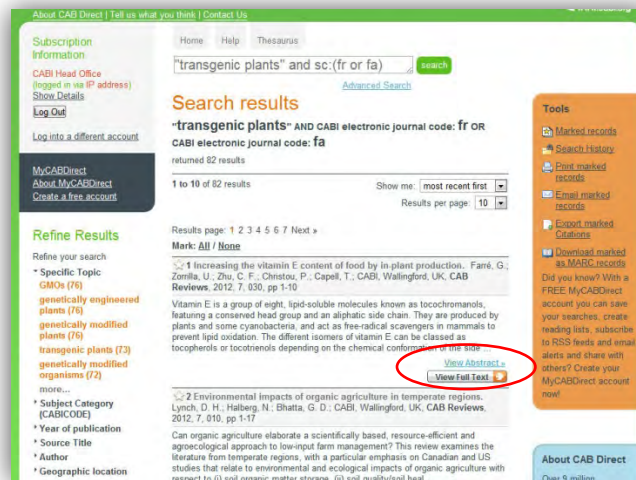 About CAB Direct | Tell us what you think | Contact Us
Subscription
Information
CABI Head Office
(logged in via IP address)
Show Details
Log Out
Log into a different account
MyCABDirect
About MyCABDirect
Create a free account
Refine Results
Refine your search
Specific Topic
GMOs (76)
genetically engineered
plants (76)
genetically modified
plants (76)
transgenic plants (73)
genetically modified
organisms (72)
more...
Subject Category
(CABICODE)
Year of publication
Source Title
Author
Geographic location
Home Help Thesaurus
"transgenic plants" and sc:(fr or fa) search
Advanced Search
Search results
"transgenic plants" AND CABI electronic journal code: fr OR
CABI electronic journal code: fa
returned 82 results
1 to 10 of 82 results
Show me: most recent first
Results per page: 10
Results page: 1 2 3 4 5 6 7 Next »
Mark: All / None
1 Increasing the vitamin E content of food by in-plant production. Farré, G.;
Zorrilla, U.; Zhu, C. F.; Christou, P.; Capell, T.; CABI, Wallingford, UK, CAB
Reviews, 2012, 7, 030, pp 1-10
Vitamin E is a group of eight, lipid-soluble molecules known as tocochromanols,
featuring a conserved head group and an aliphatic side chain. They are produced by
plants and some cyanobacteria, and act as free-radical scavengers in mammals to
prevent lipid oxidation. The different isomers of vitamin E can be classed as
tocopherols or tocotrienols depending on the chemical conformation of the side ...
View Abstract »
View Full Text
2 Environmental impacts of organic agriculture in temperate regions.
Lynch, D. H.; Halberg, N.; Bhatta, G. D.; CABI, Wallingford, UK, CAB Reviews,
2012, 7, 010, pp 1-17
Can organic agriculture elaborate a scientifically based, resource-efficient and
agroecological approach to low-input farm management? This review examines the
literature from temperate regions, with a particular emphasis on Canadian and US
studies that relate to environmental and ecological impacts of organic agriculture with
respect to (i) soil organic matter storage, (ii) soil quality/soil heal
Tools
Marked records
Search History
Print marked
records
Email marked
records
Export marked
Citations
Download marked
as MARC records
Did you know? With a
FREE MyCABDirect
account you can save
your searches, create
reading lists, subscribe
to RSS feeds and email
alerts and share with
others? Create your
MyCABDirect account
now!
About CAB Direct
Over 9 million